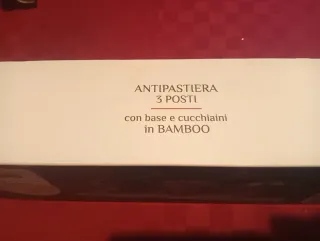 ANTIPASTIERA
3 POSTI
con base e cucchiaini
in BAMBOO